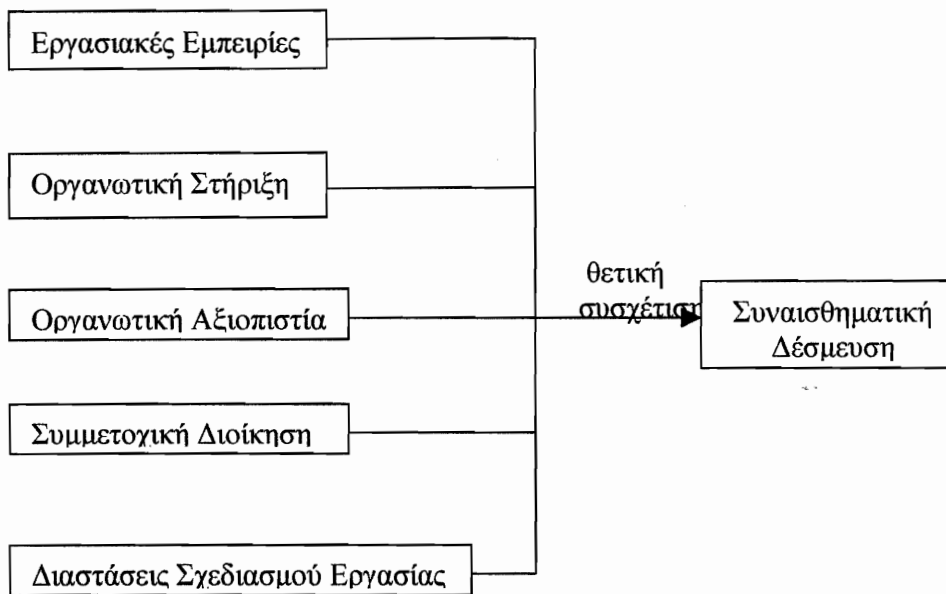 Εργασιακές Εμπειρίες
Οργανωτική Στήριξη
Οργανωτική Αξιοπιστία
θετική
συσχέτιση
Συναισθηματική
Δέσμευση
Συμμετοχική Διοίκηση
Διαστάσεις Σχεδιασμού Εργασίας